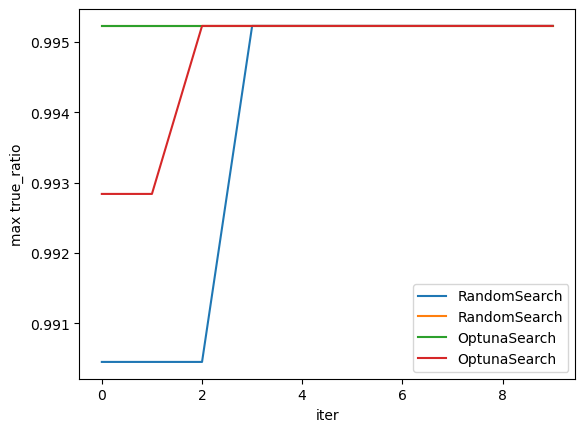 max true_ratio
0.995
0.994
0.993
0.992
0.991
0
2
4
6
8
iter
RandomSearch
RandomSearch
OptunaSearch
OptunaSearch